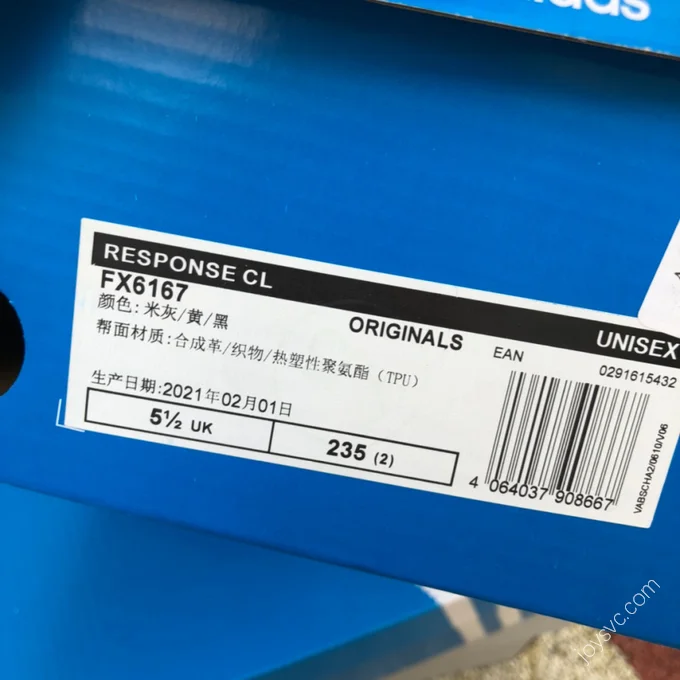 RESPONSE CL
FX6167
颜色: 米灰/黄/黑
ORIGINALS
UNISEX
帮面材质: 合成革/织物/热塑性聚氨酯（TPU）
EAN
0291615432
生产日期: 2021年02月01日
5½ UK
235 (2)
4 064037 908667
VABSCHA2/0610/V06
joysvc.com